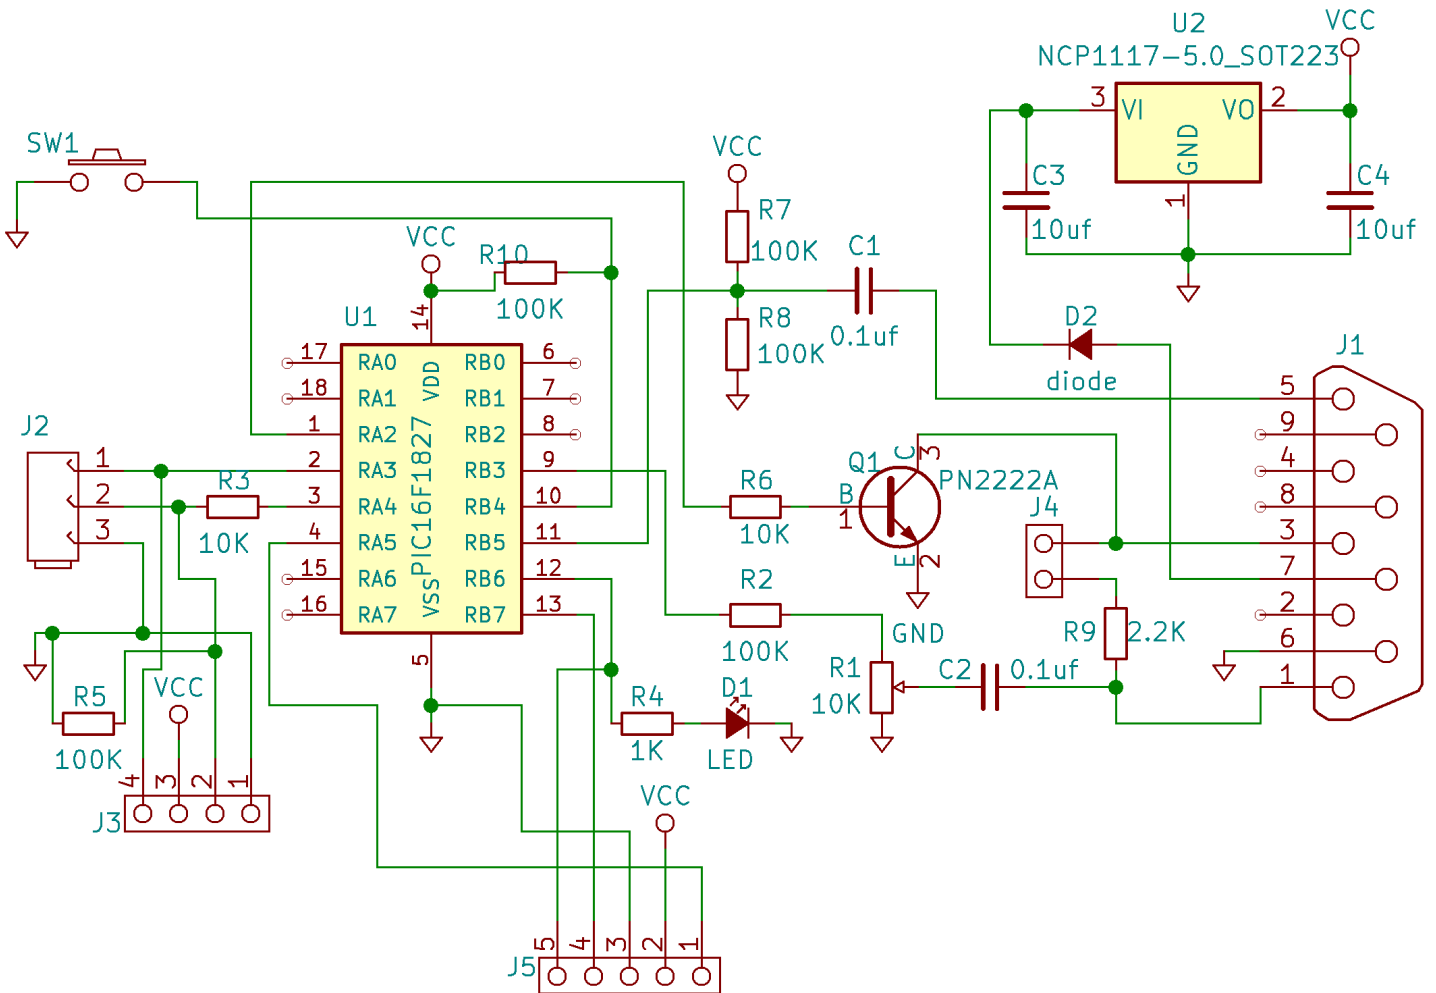 U2
VCC
NCP1117-5.0_SOT223
3 VI VO 2
GND
1
C3
10uf
C4
10uf
SW1
VCC
R7
100K
C1
0.1uf
R8
100K
VCC
R10
100K
U1
14
D2
diode
J1
17 RA0 RB0 6
18 RA1 RB1 7
1 RA2 RB2 8
2 RA3 RB3 9
3 RA4 RB4 10
4 RA5 RB5 11
15 RA6 RB6 12
16 RA7 RB7 13
VDD
PIC16F1827
VSS
5
J2
1
2
3
R3
10K
Q1
C
3
B
1
E
2
PN2222A
R6
10K
J4
5
9
4
8
3
7
2
6
1
R2
100K
GND
R9 2.2K
R1
10K
C2 0.1uf
VCC
R5
100K
R4
1K
D1
LED
4 3 2 1
J3
VCC
5 4 3 2 1
J5